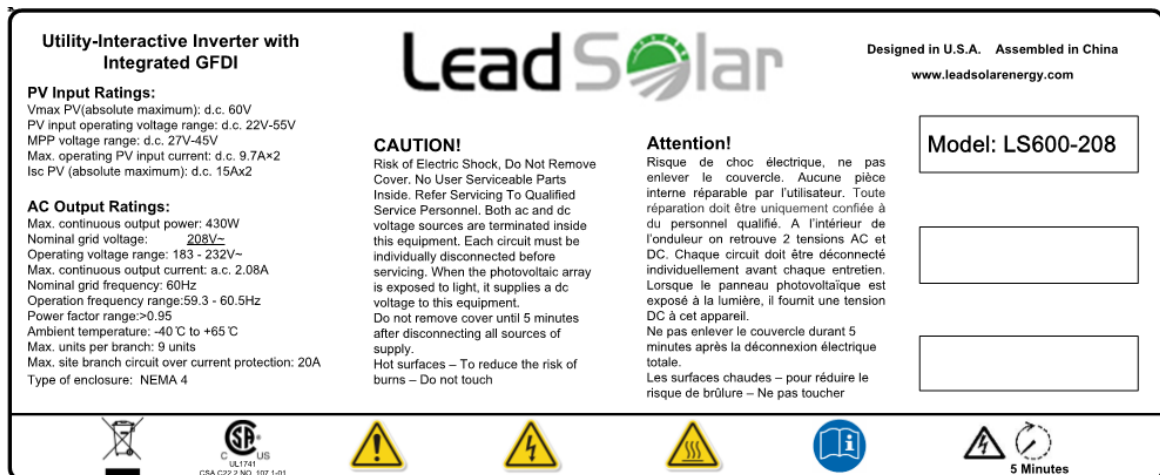 Utility-Interactive Inverter with
Integrated GFDI
PV Input Ratings:
Vmax PV(absolute maximum): d.c. 60V
PV input operating voltage range: d.c. 22V-55V
MPP voltage range: d.c. 27V-45V
Max. operating PV input current: d.c. 9.7A×2
Isc PV (absolute maximum): d.c. 15Ax2
AC Output Ratings:
Max. continuous output power: 430W
Nominal grid voltage: 208V~
Operating voltage range: 183 - 232V~
Max. continuous output current: a.c. 2.08A
Nominal grid frequency: 60Hz
Operation frequency range:59.3 - 60.5Hz
Power factor range:>0.95
Ambient temperature: -40℃ to +65℃
Max. units per branch: 9 units
Max. site branch circuit over current protection: 20A
Type of enclosure: NEMA 4
Lead Solar
CAUTION!
Risk of Electric Shock, Do Not Remove
Cover. No User Serviceable Parts
Inside. Refer Servicing To Qualified
Service Personnel. Both ac and dc
voltage sources are terminated inside
this equipment. Each circuit must be
individually disconnected before
servicing. When the photovoltaic array
is exposed to light, it supplies a dc
voltage to this equipment.
Do not remove cover until 5 minutes
after disconnecting all sources of
supply.
Hot surfaces – To reduce the risk of
burns – Do not touch
Attention!
Risque de choc électrique, ne pas
enlever le couvercle. Aucune pièce
interne réparable par l'utilisateur. Toute
réparation doit être uniquement confiée à
du personnel qualifié. A l'intérieur de
l'onduleur on retrouve 2 tensions AC et
DC. Chaque circuit doit être déconnecté
individuellement avant chaque entretien.
Lorsque le panneau photovoltaïque est
exposé à la lumière, il fournit une tension
DC à cet appareil.
Ne pas enlever le couvercle durant 5
minutes après la déconnexion électrique
totale.
Les surfaces chaudes – pour réduire le
risque de brûlure – Ne pas toucher
Designed in U.S.A. Assembled in China
www.leadsolarenergy.com
Model: LS600-208
CSA
C US
UL1741
CSA C22.2 NO. 107.1-01
5 Minutes